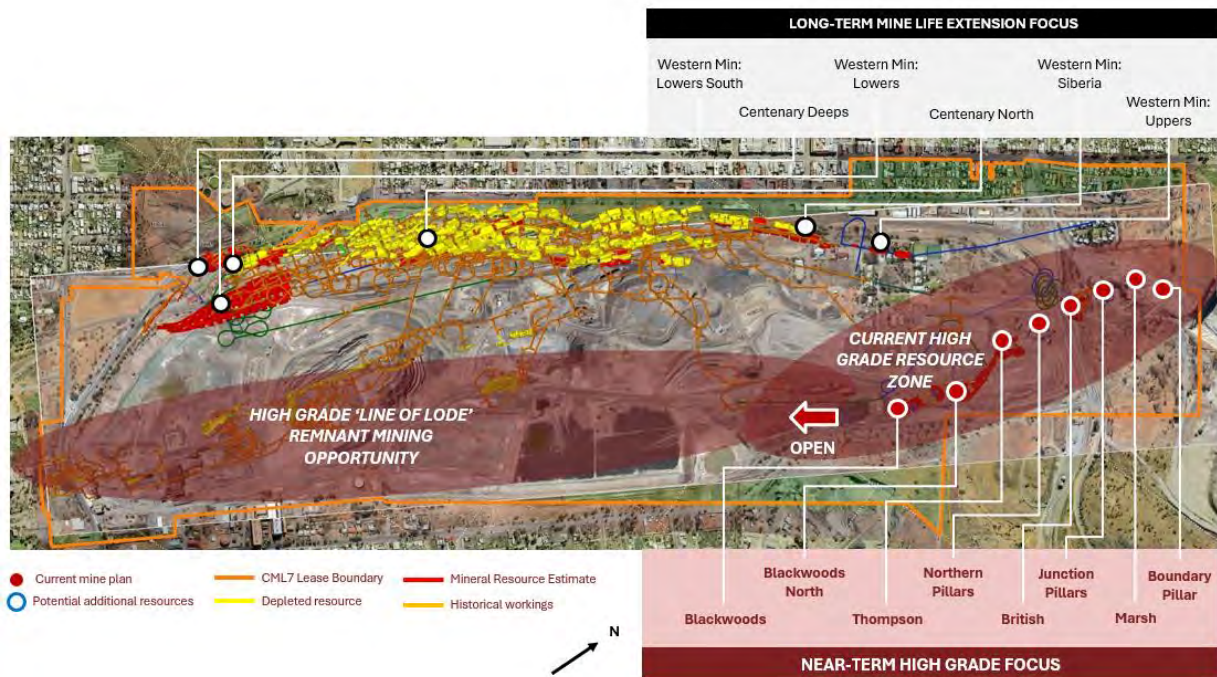 LONG-TERM MINE LIFE EXTENSION FOCUS
Western Min:
Lowers South
Centenary Deeps
Western Min:
Lowers
Centenary North
Western Min:
Siberia
Western Min:
Uppers
CURRENT HIGH
GRADE RESOURCE
ZONE
HIGH GRADE ‘LINE OF LODE’
REMNANT MINING
OPPORTUNITY
OPEN
Current mine plan
CML7 Lease Boundary
Mineral Resource Estimate
Potential additional resources
Depleted resource
Historical workings
N
Blackwoods
Blackwoods
North
Thompson
Northern
Pillars
British
Junction
Pillars
Marsh
Boundary
Pillar
NEAR-TERM HIGH GRADE FOCUS